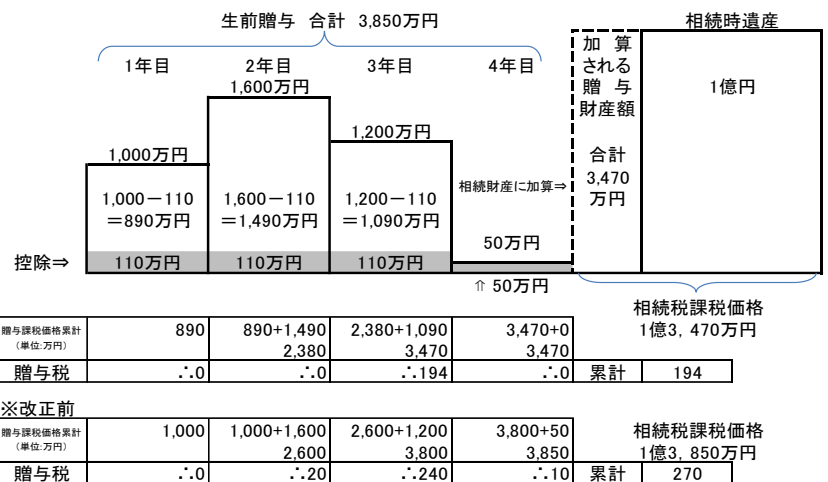 生前贈与 合計 3,850万円
相続時遺産
1年目 2年目 3年目 4年目
加算
される
贈与
財産額
合計
3,470
万円
1億円
1,600万円
1,200万円
1,000万円
相続財産に加算⇒
1,000－110
＝890万円
1,600－110
＝1,490万円
1,200－110
＝1,090万円
50万円
控除⇒ 110万円 110万円 110万円
⇑ 50万円
相続税課税価格
1億3,470万円
贈与課税価格累計
（単位:万円）
890 890+1,490 2,380+1,090 3,470+0
2,380 3,470 3,470
贈与税 ∴0 ∴0 ∴194 ∴0 累計 194
※改正前
贈与課税価格累計
（単位:万円）
1,000 1,000+1,600 2,600+1,200 3,800+50
2,600 3,800 3,850
相続税課税価格
1億3,850万円
贈与税 ∴0 ∴20 ∴240 ∴10 累計 270